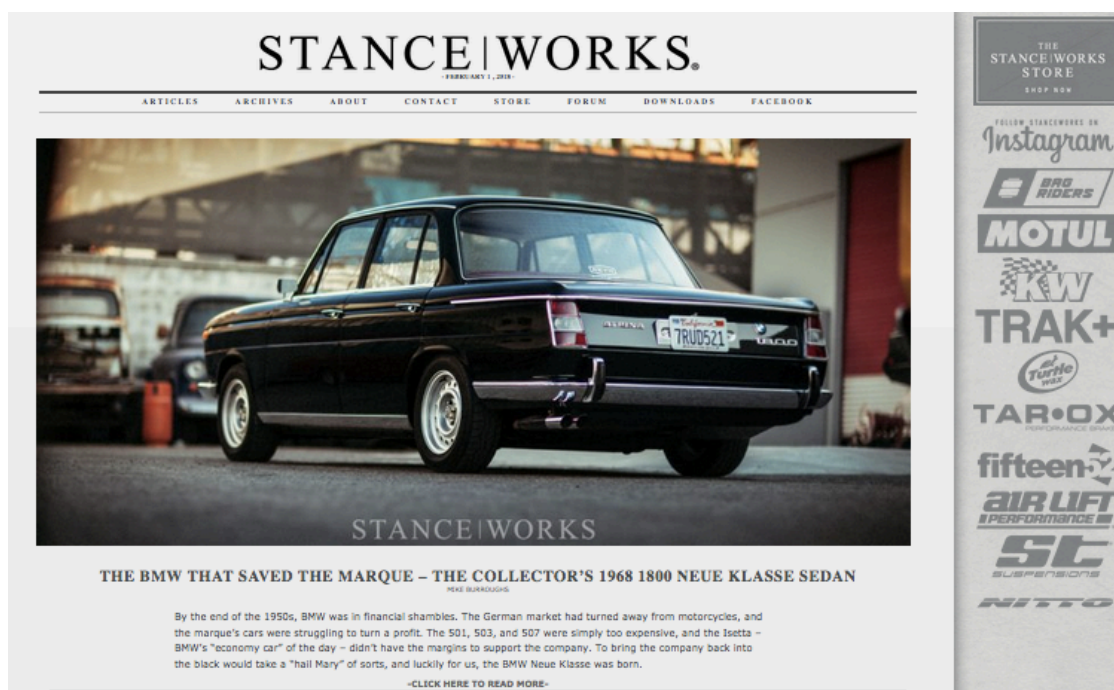 STANCE|WORKS®
- FEBRUARY 1, 2018 -
ARTICLES ARCHIVES ABOUT CONTACT STORE FORUM DOWNLOADS FACEBOOK
ALPINA
California
7RUD521
1800
STANCE|WORKS
THE BMW THAT SAVED THE MARQUE – THE COLLECTOR'S 1968 1800 NEUE KLASSE SEDAN
MIKE BURROUGHS
By the end of the 1950s, BMW was in financial shambles. The German market had turned away from motorcycles, and
the marque's cars were struggling to turn a profit. The 501, 503, and 507 were simply too expensive, and the Isetta –
BMW's "economy car" of the day – didn't have the margins to support the company. To bring the company back into
the black would take a "hail Mary" of sorts, and luckily for us, the BMW Neue Klasse was born.
-CLICK HERE TO READ MORE-
THE
STANCE|WORKS
STORE
SHOP NOW
FOLLOW STANCEWORKS ON
Instagram
BAG
RIDERS
MOTUL
KW
TRAK+
Turtle
wax
TAR•OX
PERFORMANCE BRAKE
fifteen52
AIR LIFT
PERFORMANCE
St
SUSPENSIONS
NITTO